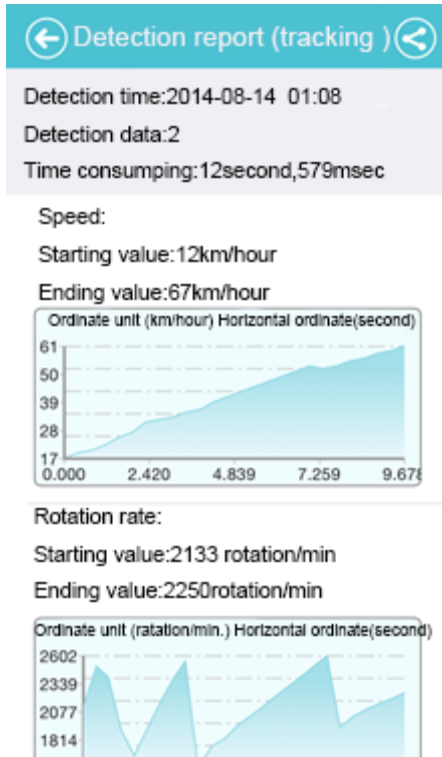 Detection report (tracking )
Detection time:2014-08-14 01:08
Detection data:2
Time consumping:12second,579msec
Speed:
Starting value:12km/hour
Ending value:67km/hour
Ordinate unit (km/hour) Horizontal ordinate(second)
61
50
39
28
17
0.000 2.420 4.839 7.259 9.678
Rotation rate:
Starting value:2133 rotation/min
Ending value:2250rotation/min
Ordinate unit (ratation/min.) Horizontal ordinate(second)
2602
2339
2077
1814